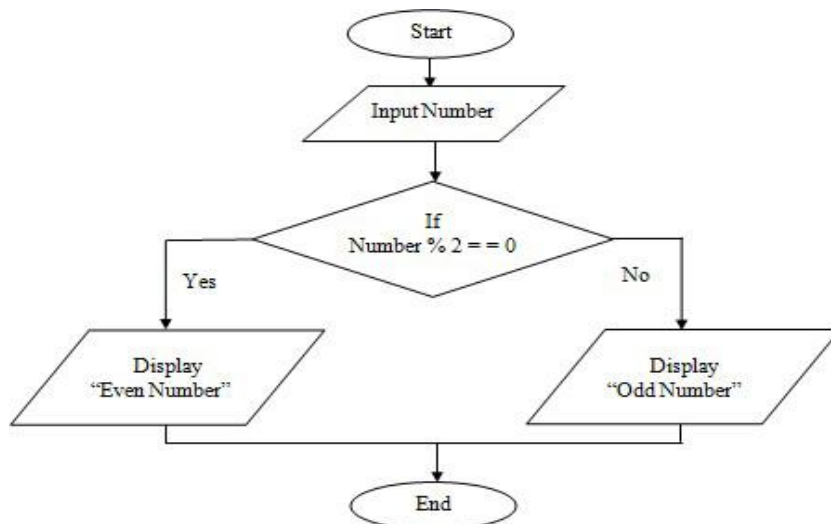 Start
Input Number
If
Number % 2 = = 0
Yes
No
Display
“Even Number”
Display
“Odd Number”
End